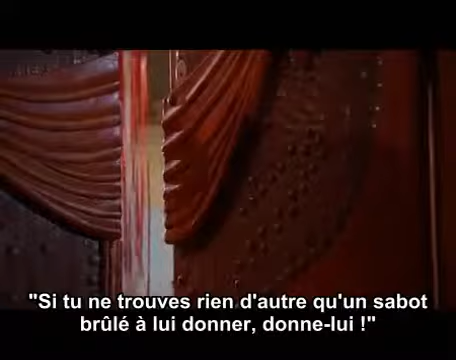 "Si tu ne trouves rien d'autre qu'un sabot
brûlé à lui donner, donne-lui !"